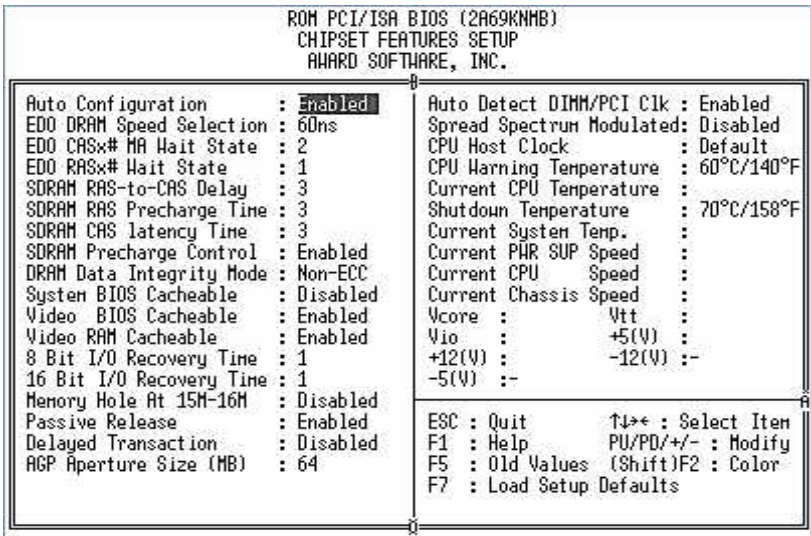 ROM PCI/ISA BIOS (2A69KNMB)
CHIPSET FEATURES SETUP
AWARD SOFTWARE, INC.
Auto Configuration : Enabled
EDO DRAM Speed Selection : 60ns
EDO CASx# MA Wait State : 2
EDO RASx# Wait State : 1
SDRAM RAS-to-CAS Delay : 3
SDRAM RAS Precharge Time : 3
SDRAM CAS latency Time : 3
SDRAM Precharge Control : Enabled
DRAM Data Integrity Mode : Non-ECC
System BIOS Cacheable : Disabled
Video BIOS Cacheable : Enabled
Video RAM Cacheable : Enabled
8 Bit I/O Recovery Time : 1
16 Bit I/O Recovery Time : 1
Memory Hole At 15M-16M : Disabled
Passive Release : Enabled
Delayed Transaction : Disabled
AGP Aperture Size (MB) : 64
Auto Detect DIMM/PCI Clk : Enabled
Spread Spectrum Modulated: Disabled
CPU Host Clock : Default
CPU Warning Temperature : 60°C/140°F
Current CPU Temperature :
Shutdown Temperature : 70°C/158°F
Current System Temp. :
Current PWR SUP Speed :
Current CPU Speed :
Current Chassis Speed :
Vcore : Vtt :
Vio : +5(V) :
+12(V) : -12(V) :-
-5(V) :-
ESC : Quit ↑↓→← : Select Item
F1 : Help PU/PD/+/- : Modify
F5 : Old Values (Shift)F2 : Color
F7 : Load Setup Defaults